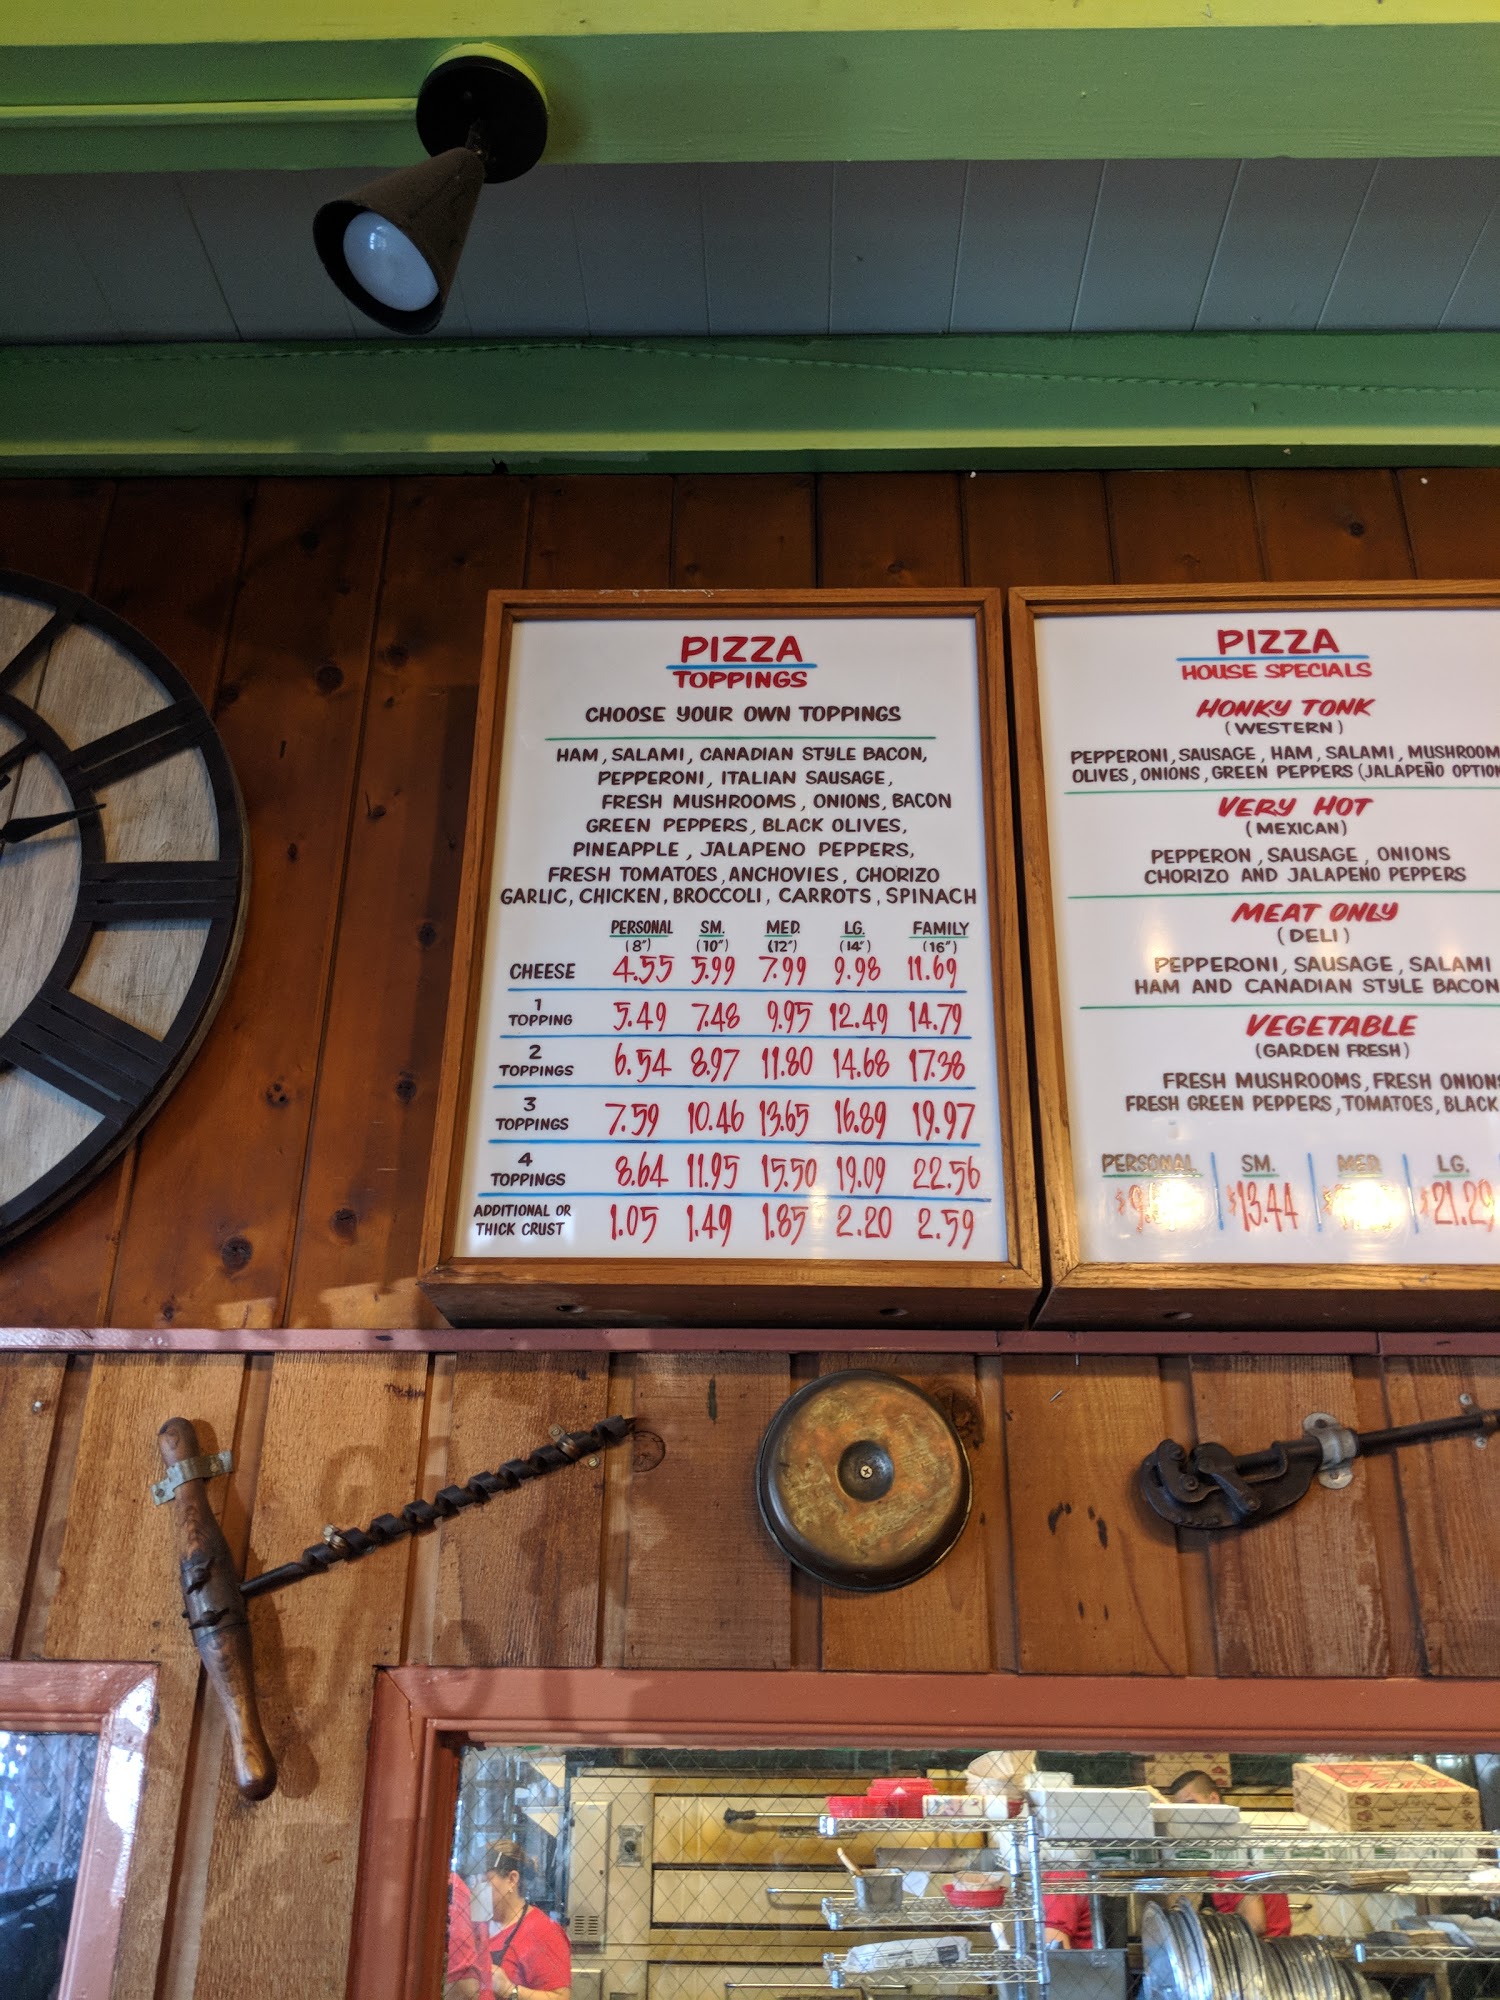 PIZZA
TOPPINGS
CHOOSE YOUR OWN TOPPINGS
HAM, SALAMI, CANADIAN STYLE BACON,
PEPPERONI, ITALIAN SAUSAGE,
FRESH MUSHROOMS, ONIONS, BACON
GREEN PEPPERS, BLACK OLIVES,
PINEAPPLE, JALAPENO PEPPERS,
FRESH TOMATOES, ANCHOVIES, CHORIZO
GARLIC, CHICKEN, BROCCOLI, CARROTS, SPINACH
PERSONAL SM. MED. LG. FAMILY
(8") (10") (12") (14") (16")
CHEESE 4.55 5.99 7.99 9.98 11.69
1
TOPPING 5.49 7.48 9.95 12.49 14.79
2
TOPPINGS 6.54 8.97 11.80 14.68 17.38
3
TOPPINGS 7.59 10.46 13.65 16.89 19.97
4
TOPPINGS 8.64 11.95 15.50 19.09 22.56
ADDITIONAL OR
THICK CRUST 1.05 1.49 1.85 2.20 2.59
PIZZA
HOUSE SPECIALS
HONKY TONK
(WESTERN)
PEPPERONI, SAUSAGE, HAM, SALAMI, MUSHROOM
OLIVES, ONIONS, GREEN PEPPERS (JALAPEÑO OPTION
VERY HOT
(MEXICAN)
PEPPERON, SAUSAGE, ONIONS
CHORIZO AND JALAPEÑO PEPPERS
MEAT ONLY
(DELI)
PEPPERONI, SAUSAGE, SALAMI
HAM AND CANADIAN STYLE BACON
VEGETABLE
(GARDEN FRESH)
FRESH MUSHROOMS, FRESH ONIONS
FRESH GREEN PEPPERS, TOMATOES, BLACK
PERSONAL SM. MED LG.
$13.44 $21.29